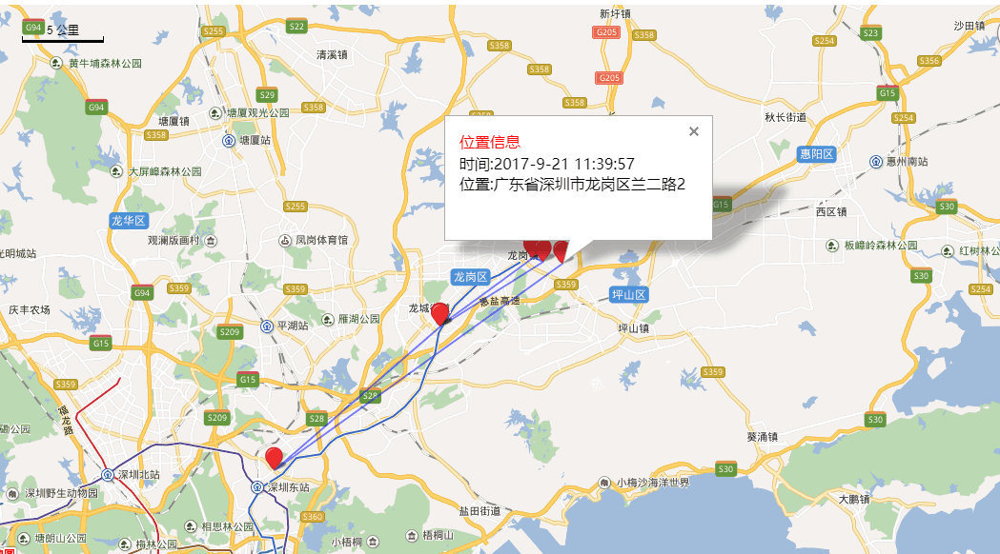 新圩镇
沙田镇
G94
5 公里
S255
S22
G205
S358
S23
S254
S358
清溪镇
S356
黄牛埔森林公园
S358
G205
S29
G15
G94
S358
S358
塘厦观光公园
S254
塘厦镇
秋长街道
S358
塘厦站
×
位置信息
惠阳区
惠州南站
时间:2017-9-21 11:39:57
大屏嶂森林公园
位置:广东省深圳市龙岗区兰二路2
S255
G15
S30
龙华区
西区镇
观澜版画村
凤岗体育馆
板嶂岭森林公园
红树林公
光明城站
龙岗
龙岗区
S30
S359
G94
S359
S359
坪山区
S254
庆丰农场
龙城
盐高速
雁湖公园
平湖站
坪山镇
S209
G15
S359
G15
S359
S28
福龙路
S209
S28
S30
公园
葵涌镇
S30
深圳北站
小梅沙海洋世界
深圳东站
深圳野生动物园
大鹏镇
盐田街道
S360
相思林公园
塘朗山公园
梅林公园
小梧桐
梧桐山